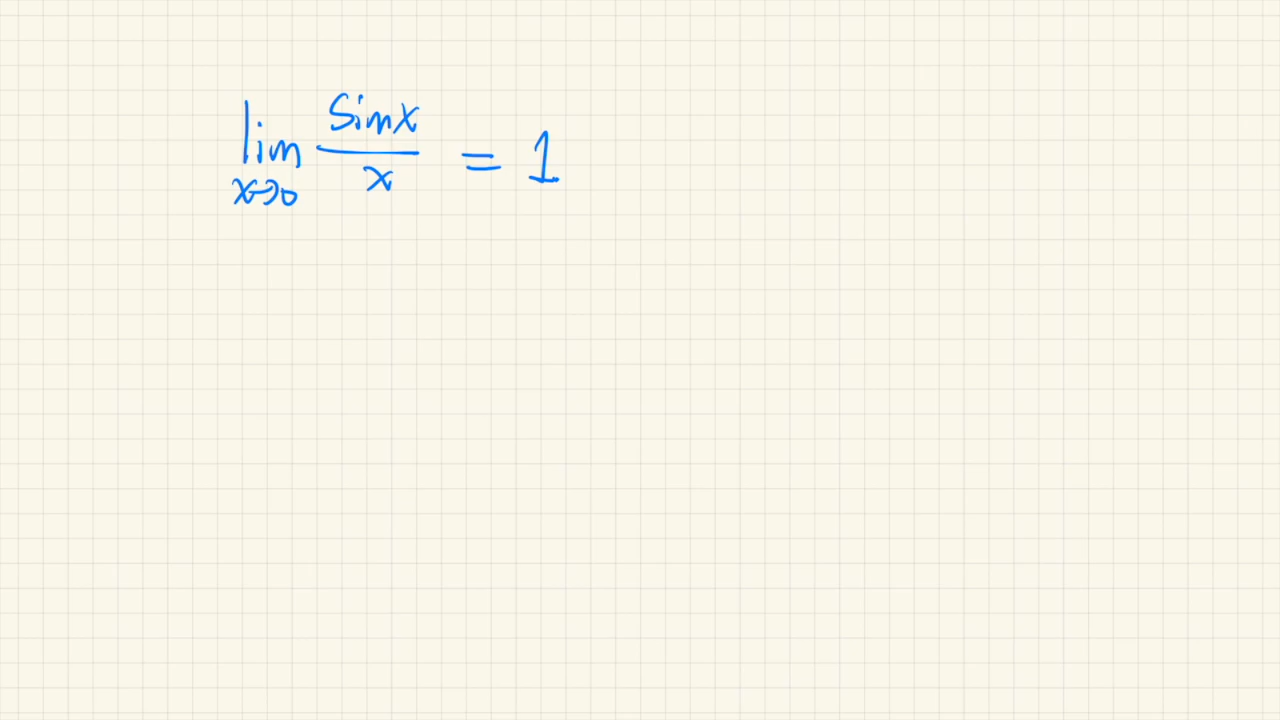 lim x→0 sinx/x = 1